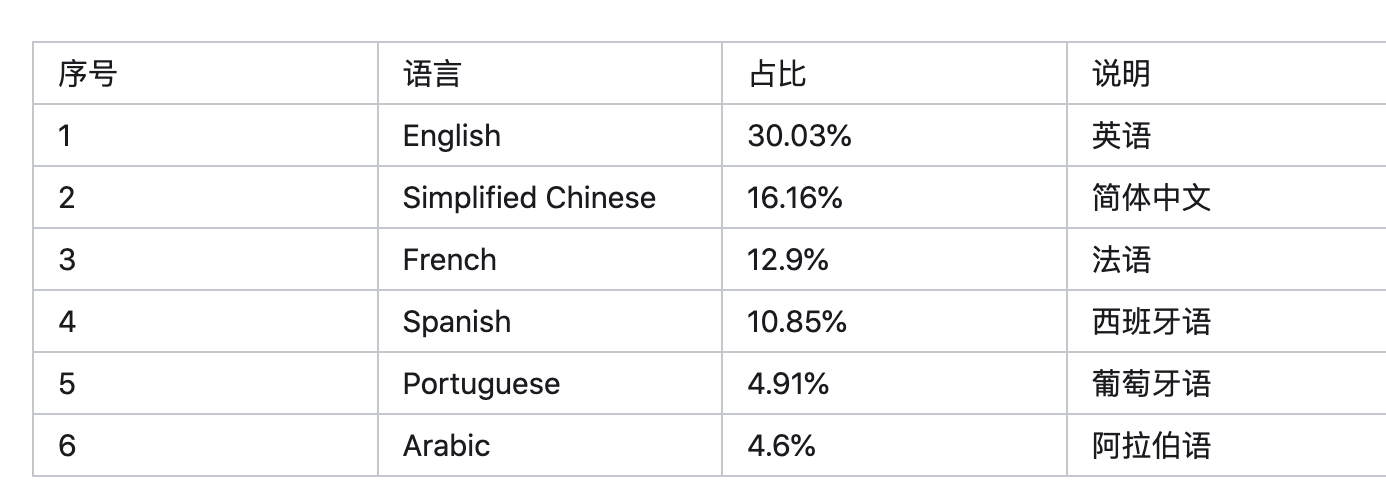 序号 语言 占比 说明
1 English 30.03% 英语
2 Simplified Chinese 16.16% 简体中文
3 French 12.9% 法语
4 Spanish 10.85% 西班牙语
5 Portuguese 4.91% 葡萄牙语
6 Arabic 4.6% 阿拉伯语